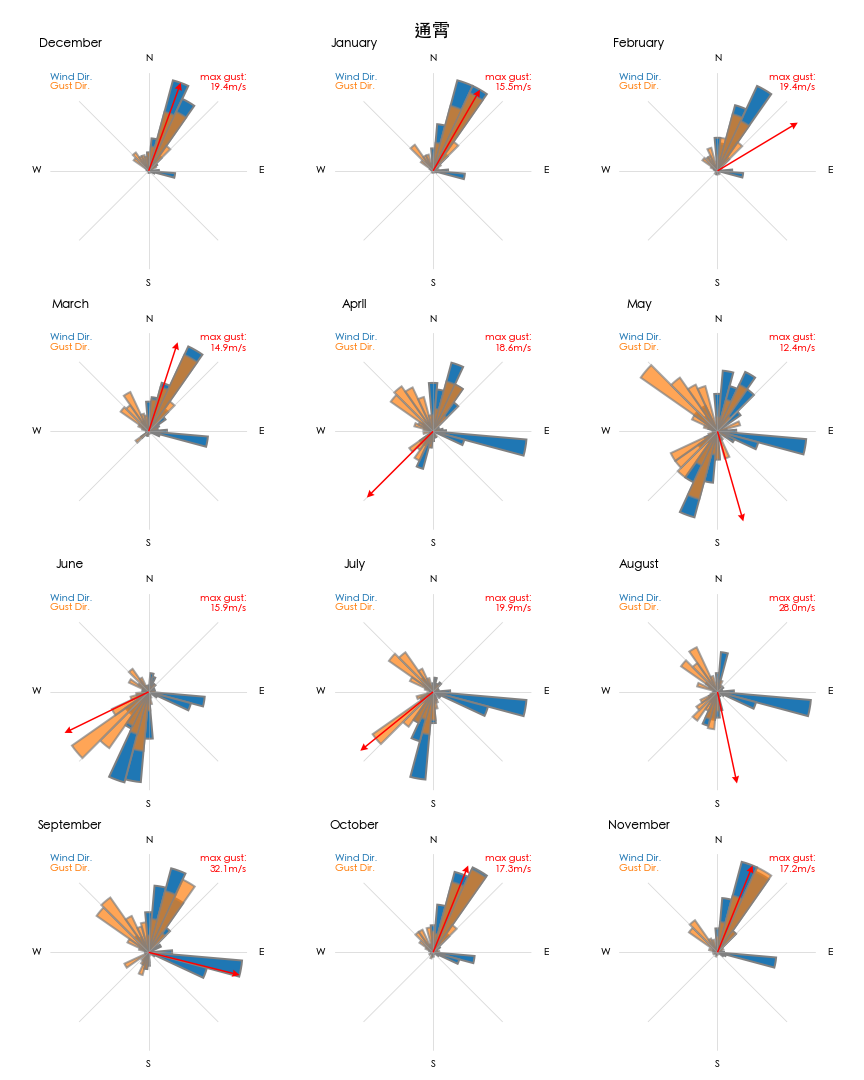 通霄
December
N
Wind Dir.
Gust Dir.
max gust:
19.4m/s
W
E
S
January
N
Wind Dir.
Gust Dir.
max gust:
15.5m/s
W
E
S
February
N
Wind Dir.
Gust Dir.
max gust:
19.4m/s
W
E
S
March
N
Wind Dir.
Gust Dir.
max gust:
14.9m/s
W
E
S
April
N
Wind Dir.
Gust Dir.
max gust:
18.6m/s
W
E
S
May
N
Wind Dir.
Gust Dir.
max gust:
12.4m/s
W
E
S
June
N
Wind Dir.
Gust Dir.
max gust:
15.9m/s
W
E
S
July
N
Wind Dir.
Gust Dir.
max gust:
19.9m/s
W
E
S
August
N
Wind Dir.
Gust Dir.
max gust:
28.0m/s
W
E
S
September
N
Wind Dir.
Gust Dir.
max gust:
32.1m/s
W
E
S
October
N
Wind Dir.
Gust Dir.
max gust:
17.3m/s
W
E
S
November
N
Wind Dir.
Gust Dir.
max gust:
17.2m/s
W
E
S